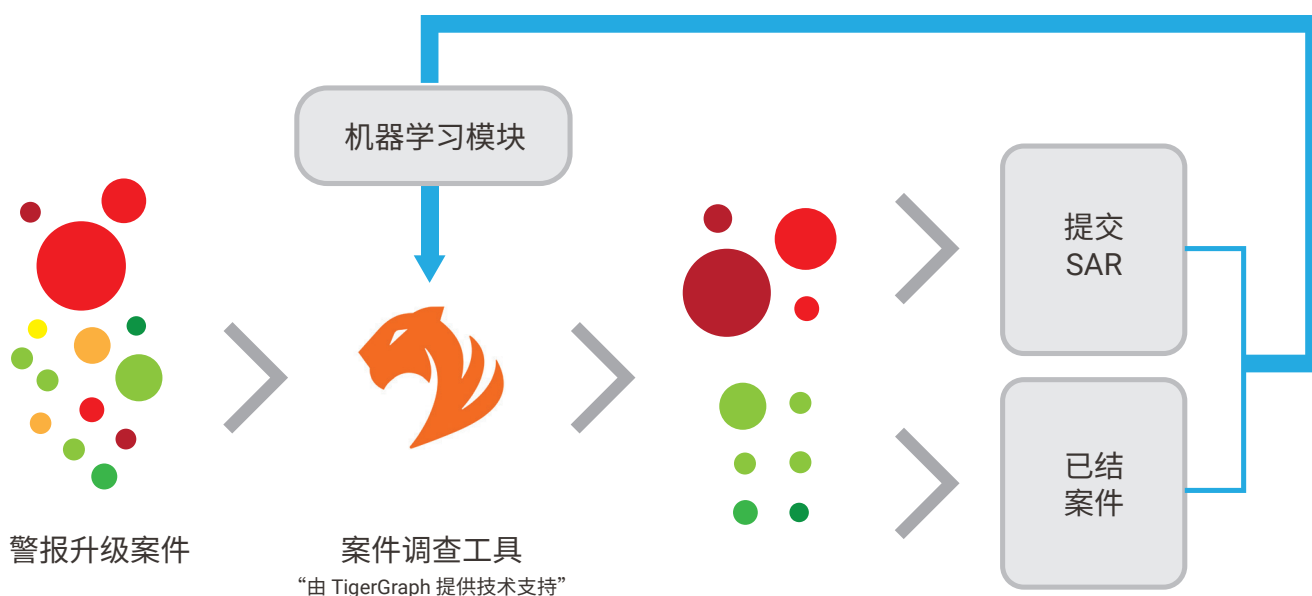 机器学习模块
提交
SAR
已结
案件
警报升级案件
案件调查工具
“由 TigerGraph 提供技术支持”